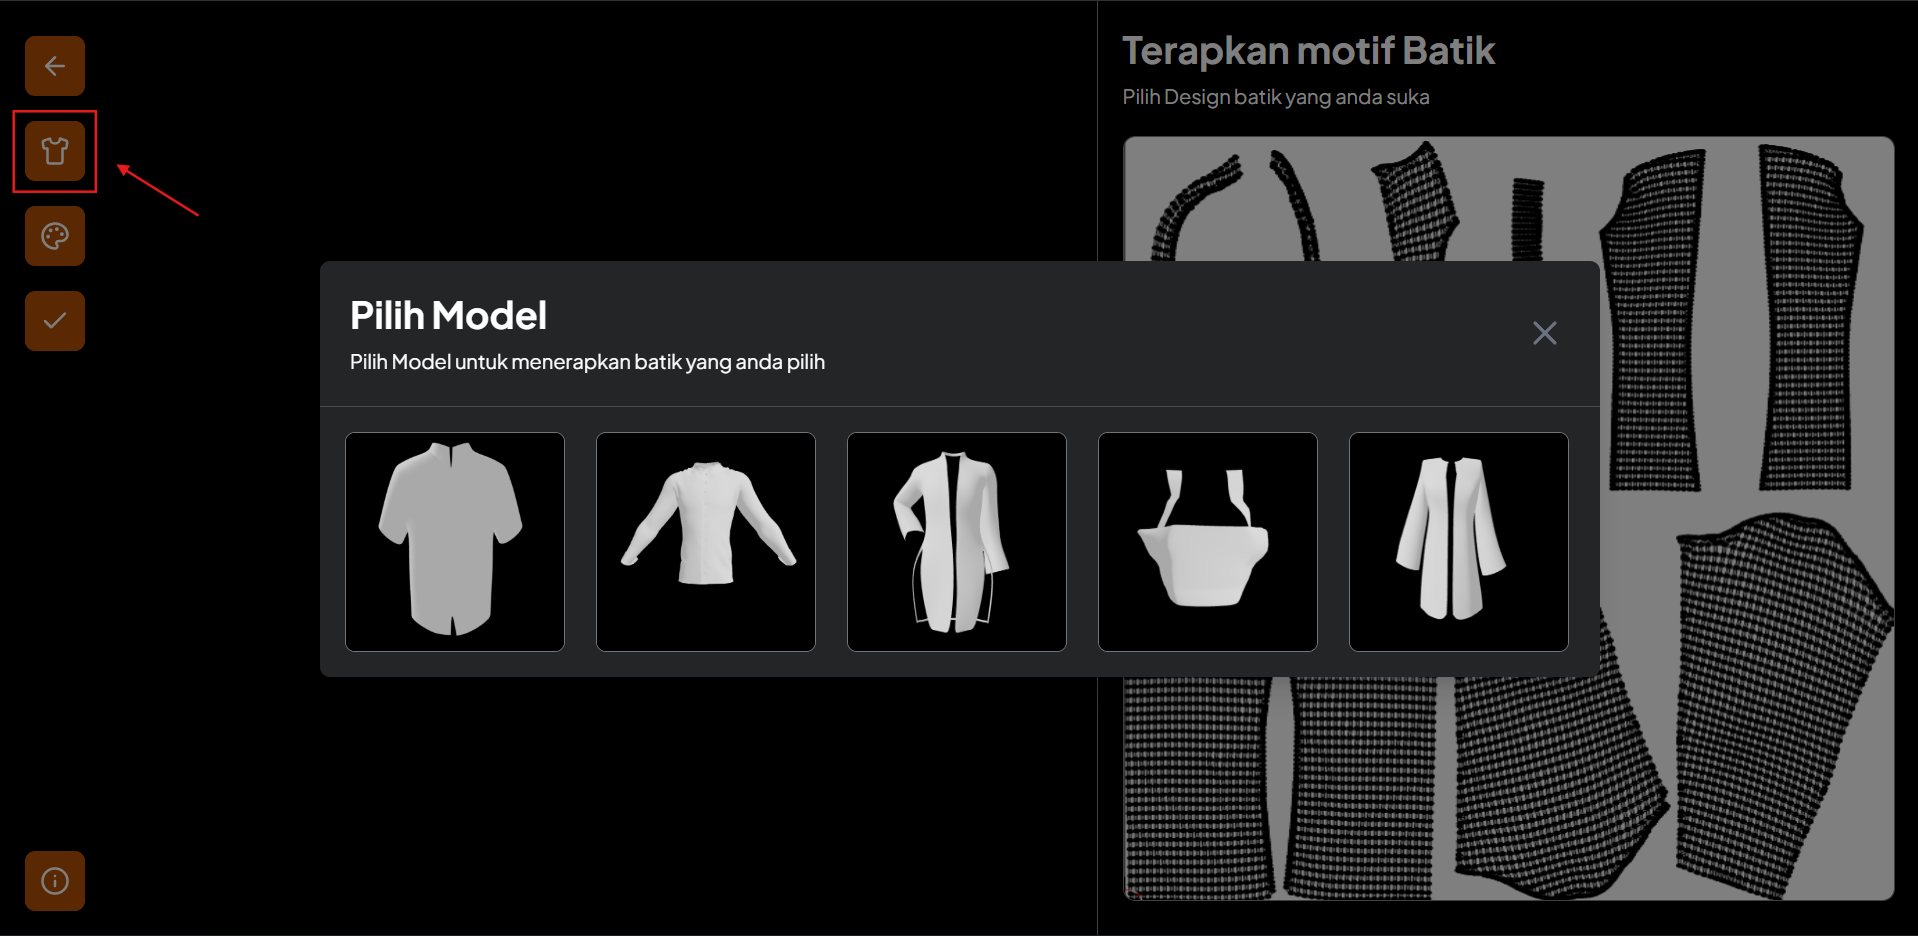 Terapkan motif Batik
Pilih Design batik yang anda suka
Pilih Model
Pilih Model untuk menerapkan batik yang anda pilih